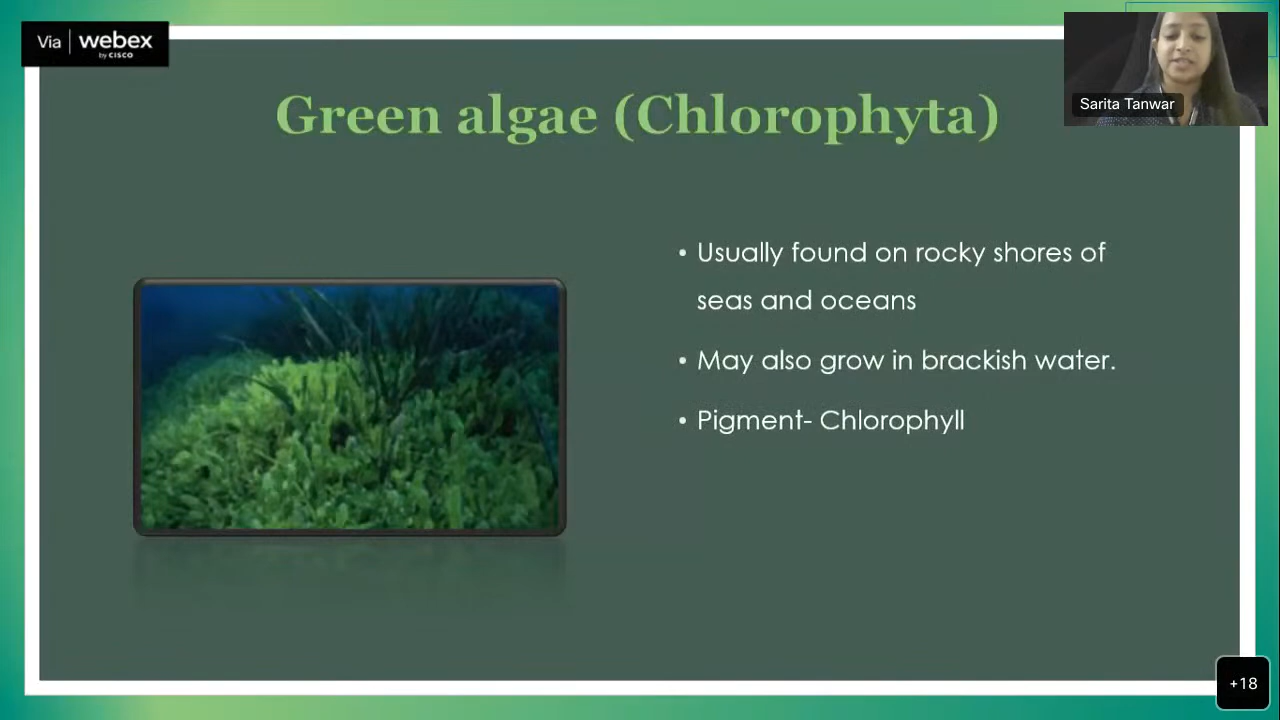 Via webex
by CISCO
Sarita Tanwar
Green algae (Chlorophyta)
• Usually found on rocky shores of
seas and oceans
• May also grow in brackish water.
• Pigment- Chlorophyll
+18